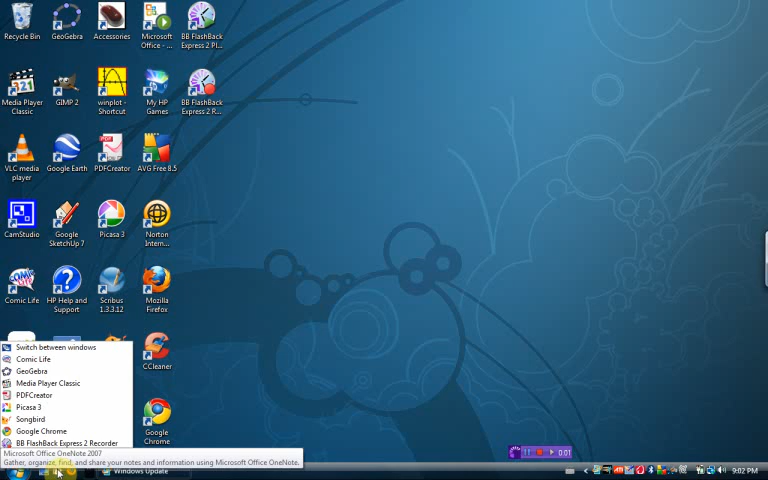 Recycle Bin
GeoGebra
Accessories
Microsoft
Office - ...
BB FlashBack
Express 2 Pl...
Media Player
Classic
GIMP 2
winplot -
Shortcut
My HP
Games
BB FlashBack
Express 2 R...
VLC media
player
Google Earth
PDFCreator
AVG Free 8.5
CamStudio
Google
SketchUp 7
Picasa 3
Norton
Intern...
Comic Life
HP Help and
Support
Scribus
1.3.3.12
Mozilla
Firefox
CCleaner
Google
Chrome
Switch between windows
Comic Life
GeoGebra
Media Player Classic
PDFCreator
Picasa 3
Songbird
Google Chrome
BB FlashBack Express 2 Recorder
Microsoft Office OneNote 2007
Gather, organize, find, and share your notes and information using Microsoft Office OneNote.
0:01
Windows Update
9:02 PM